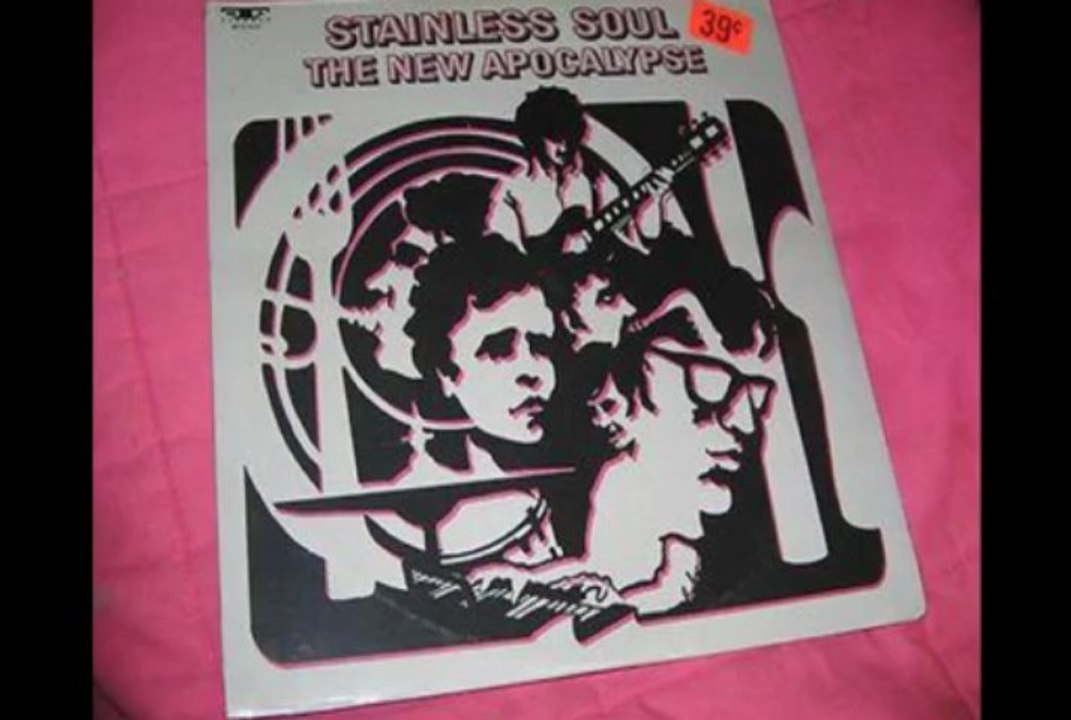 STAINLESS SOUL
39¢
THE NEW APOCALYPSE